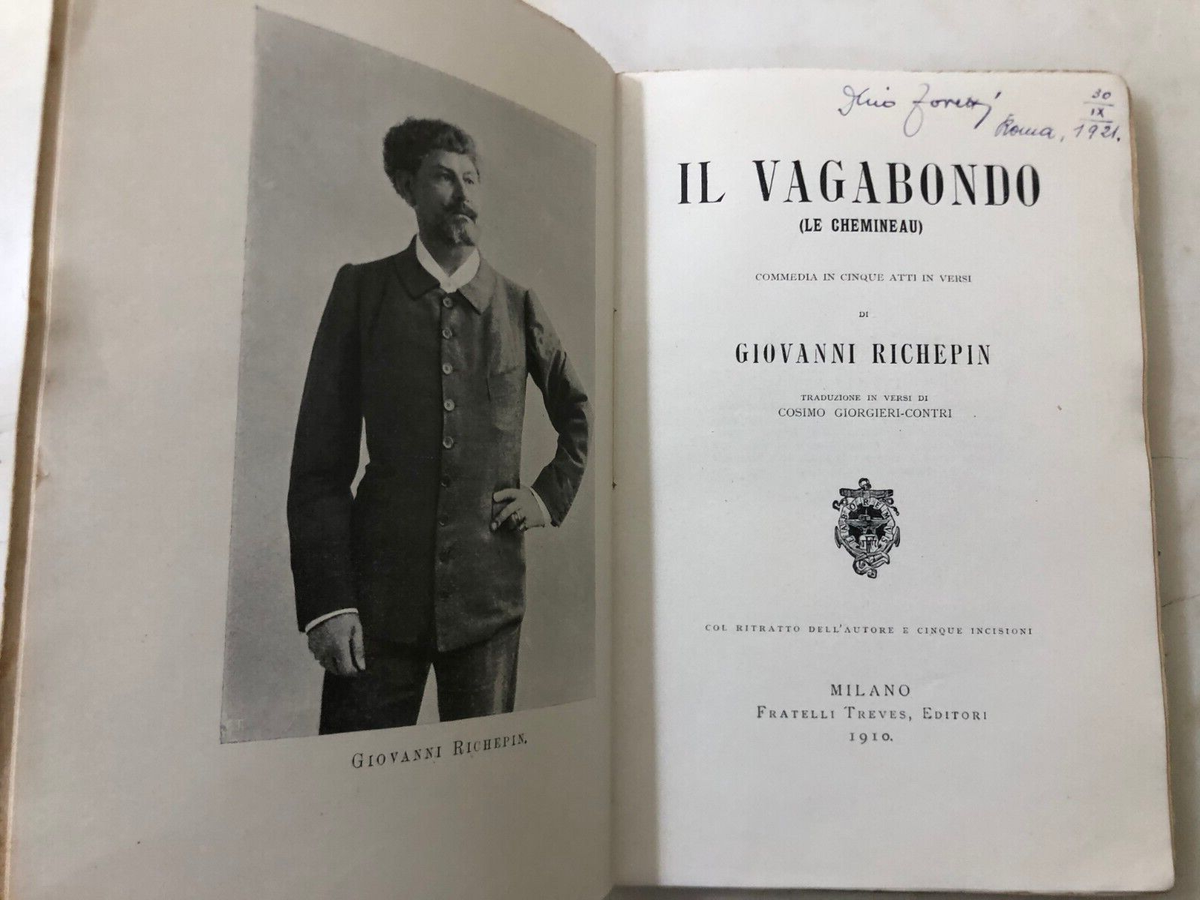 GIOVANNI RICHEPIN.
30
IX
Roma, 1921.
IL VAGABONDO
(LE CHEMINEAU)
COMMEDIA IN CINQUE ATTI IN VERSI
DI
GIOVANNI RICHEPIN
TRADUZIONE IN VERSI DI
COSIMO GIORGIERI-CONTRI
COL RITRATTO DELL'AUTORE E CINQUE INCISIONI
MILANO
FRATELLI TREVES, EDITORI
1910.